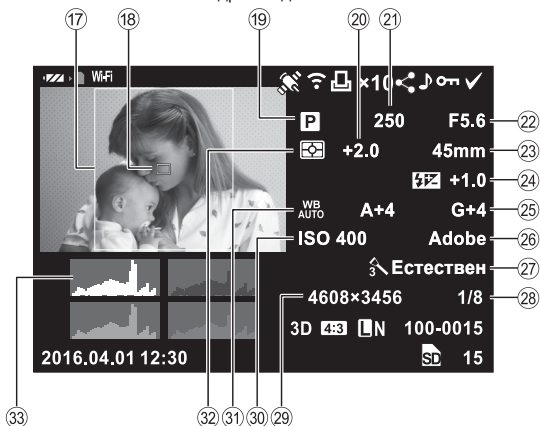 ⑰ ⑱ ⑲ ⑳ ㉑
Wi-Fi ×10
P 250 F5.6 ㉒
+2.0 45mm ㉓
+1.0 ㉔
WB AUTO A+4 G+4 ㉕
ISO 400 Adobe ㉖
3 Естествен ㉗
4608×3456 1/8 ㉘
3D 4:3 LN 100-0015
2016.04.01 12:30 SD 15
㉝ ㉜ ㉛ ㉚ ㉙